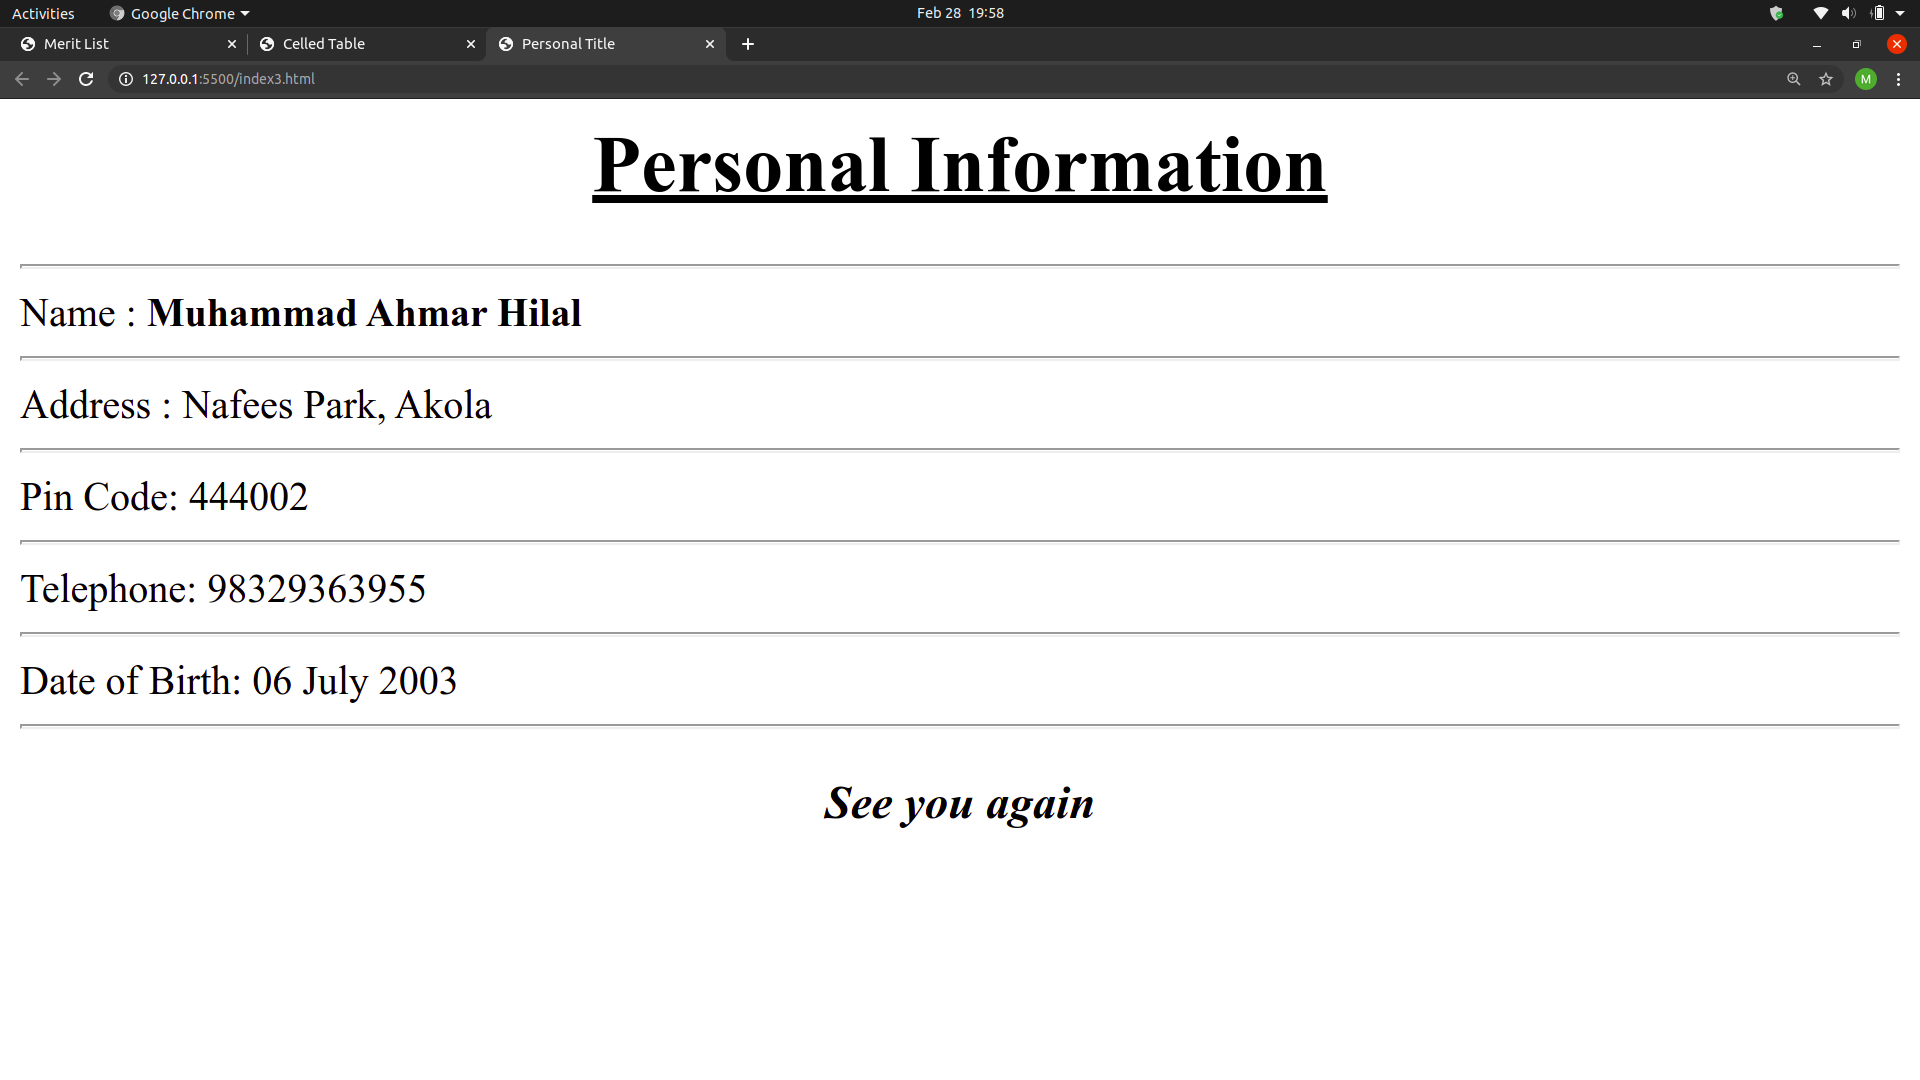 Activities Google Chrome Feb 28 19:58
Merit List Celled Table Personal Title
127.0.0.1:5500/index3.html M
Personal Information
Name : Muhammad Ahmar Hilal
Address : Nafees Park, Akola
Pin Code: 444002
Telephone: 98329363955
Date of Birth: 06 July 2003
See you again